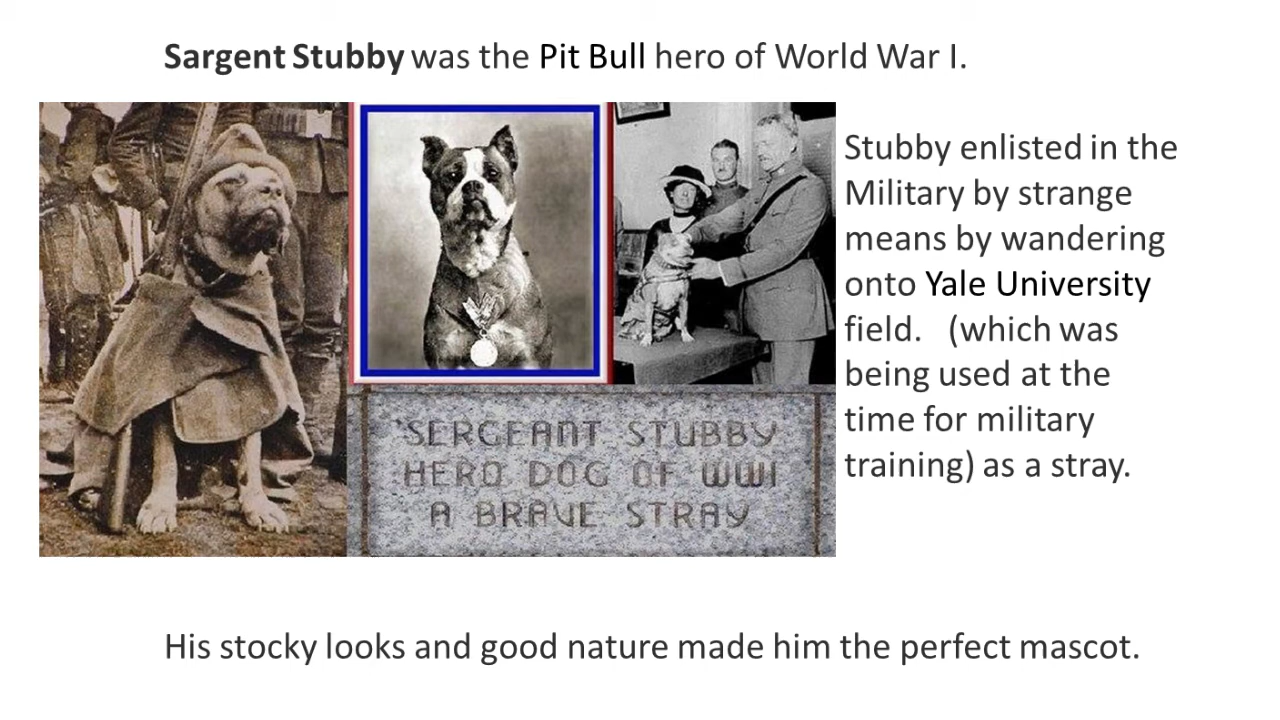 Sargent Stubby was the Pit Bull hero of World War I.
Stubby enlisted in the
Military by strange
means by wandering
onto Yale University
field.   (which was
being used at the
time for military
training) as a stray.
SERGEANT STUBBY
HERO DOG OF WWI
A BRAVE STRAY
His stocky looks and good nature made him the perfect mascot.